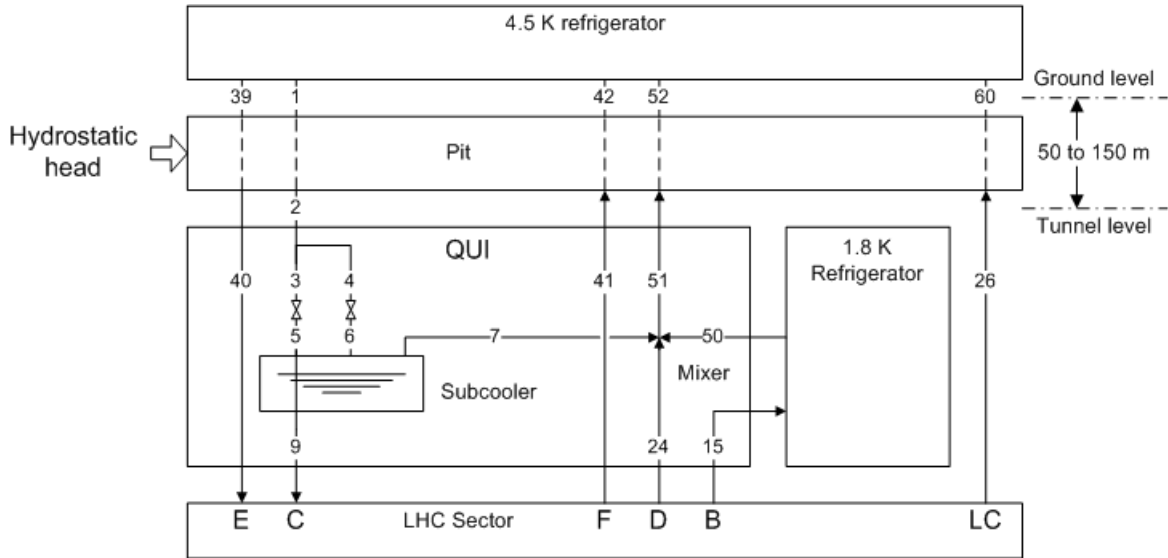 4.5 K refrigerator
39 1 42 52 60
Ground level
Hydrostatic
head
Pit
50 to 150 m
2
Tunnel level
QUI
1.8 K
Refrigerator
40 3 4 41 51 26
5 6 7 50
Subcooler
Mixer
9 24 15
E C LHC Sector F D B LC